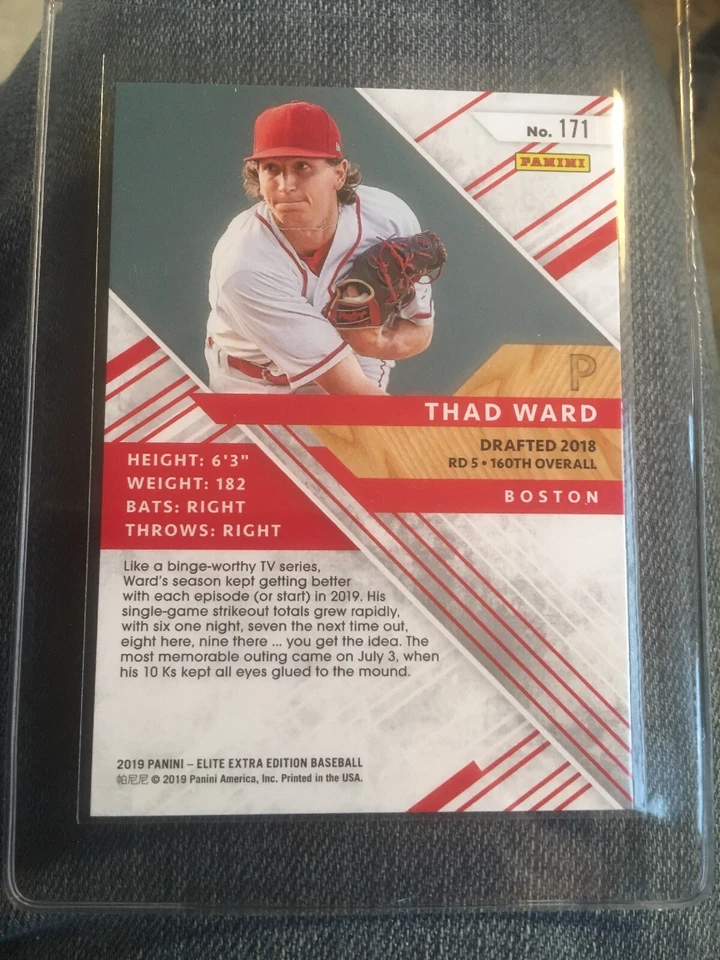 No. 171
PANINI
P
THAD WARD
DRAFTED 2018
RD 5 • 160TH OVERALL
BOSTON
HEIGHT: 6'3"
WEIGHT: 182
BATS: RIGHT
THROWS: RIGHT
Like a binge-worthy TV series,
Ward's season kept getting better
with each episode (or start) in 2019. His
single-game strikeout totals grew rapidly,
with six one night, seven the next time out,
eight here, nine there ... you get the idea. The
most memorable outing came on July 3, when
his 10 Ks kept all eyes glued to the mound.
2019 PANINI – ELITE EXTRA EDITION BASEBALL
帕尼尼 © 2019 Panini America, Inc. Printed in the USA.